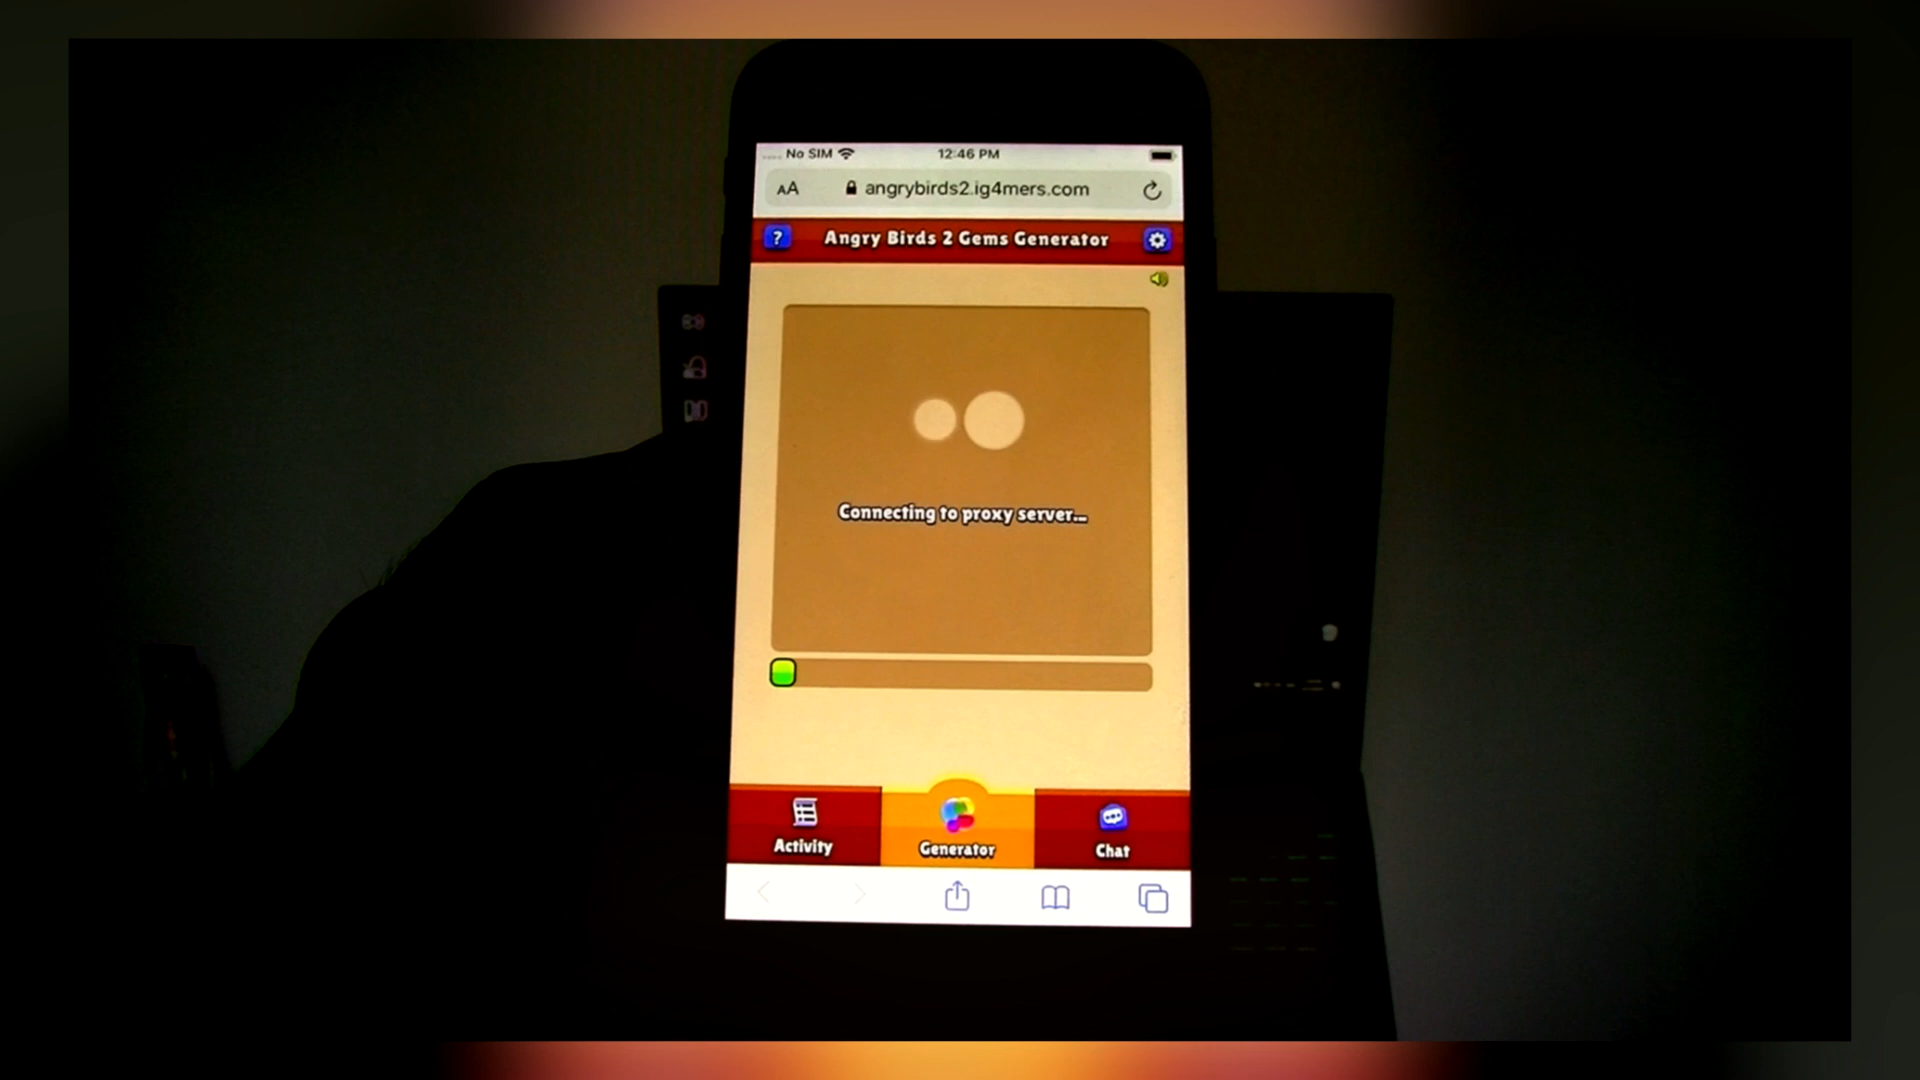 No SIM
12:46 PM
AA
angrybirds2.ig4mers.com
?
Angry Birds 2 Gems Generator
Connecting to proxy server...
Activity
Generator
Chat